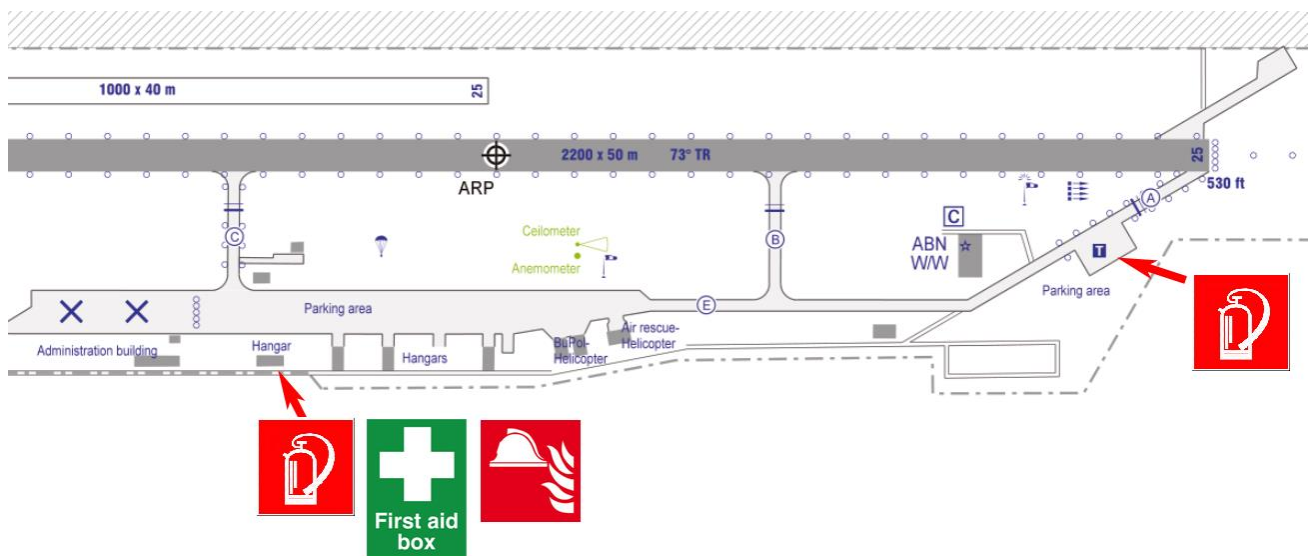 1000 x 40 m
25
2200 x 50 m 73° TR
25
ARP
530 ft
A
C
ABN
W/W
Ceilometer
Anemometer
C
B
T
Parking area
Parking area
E
Administration building
Hangar
Hangars
BuPol-
Helicopter
Air rescue-
Helicopter
First aid
box